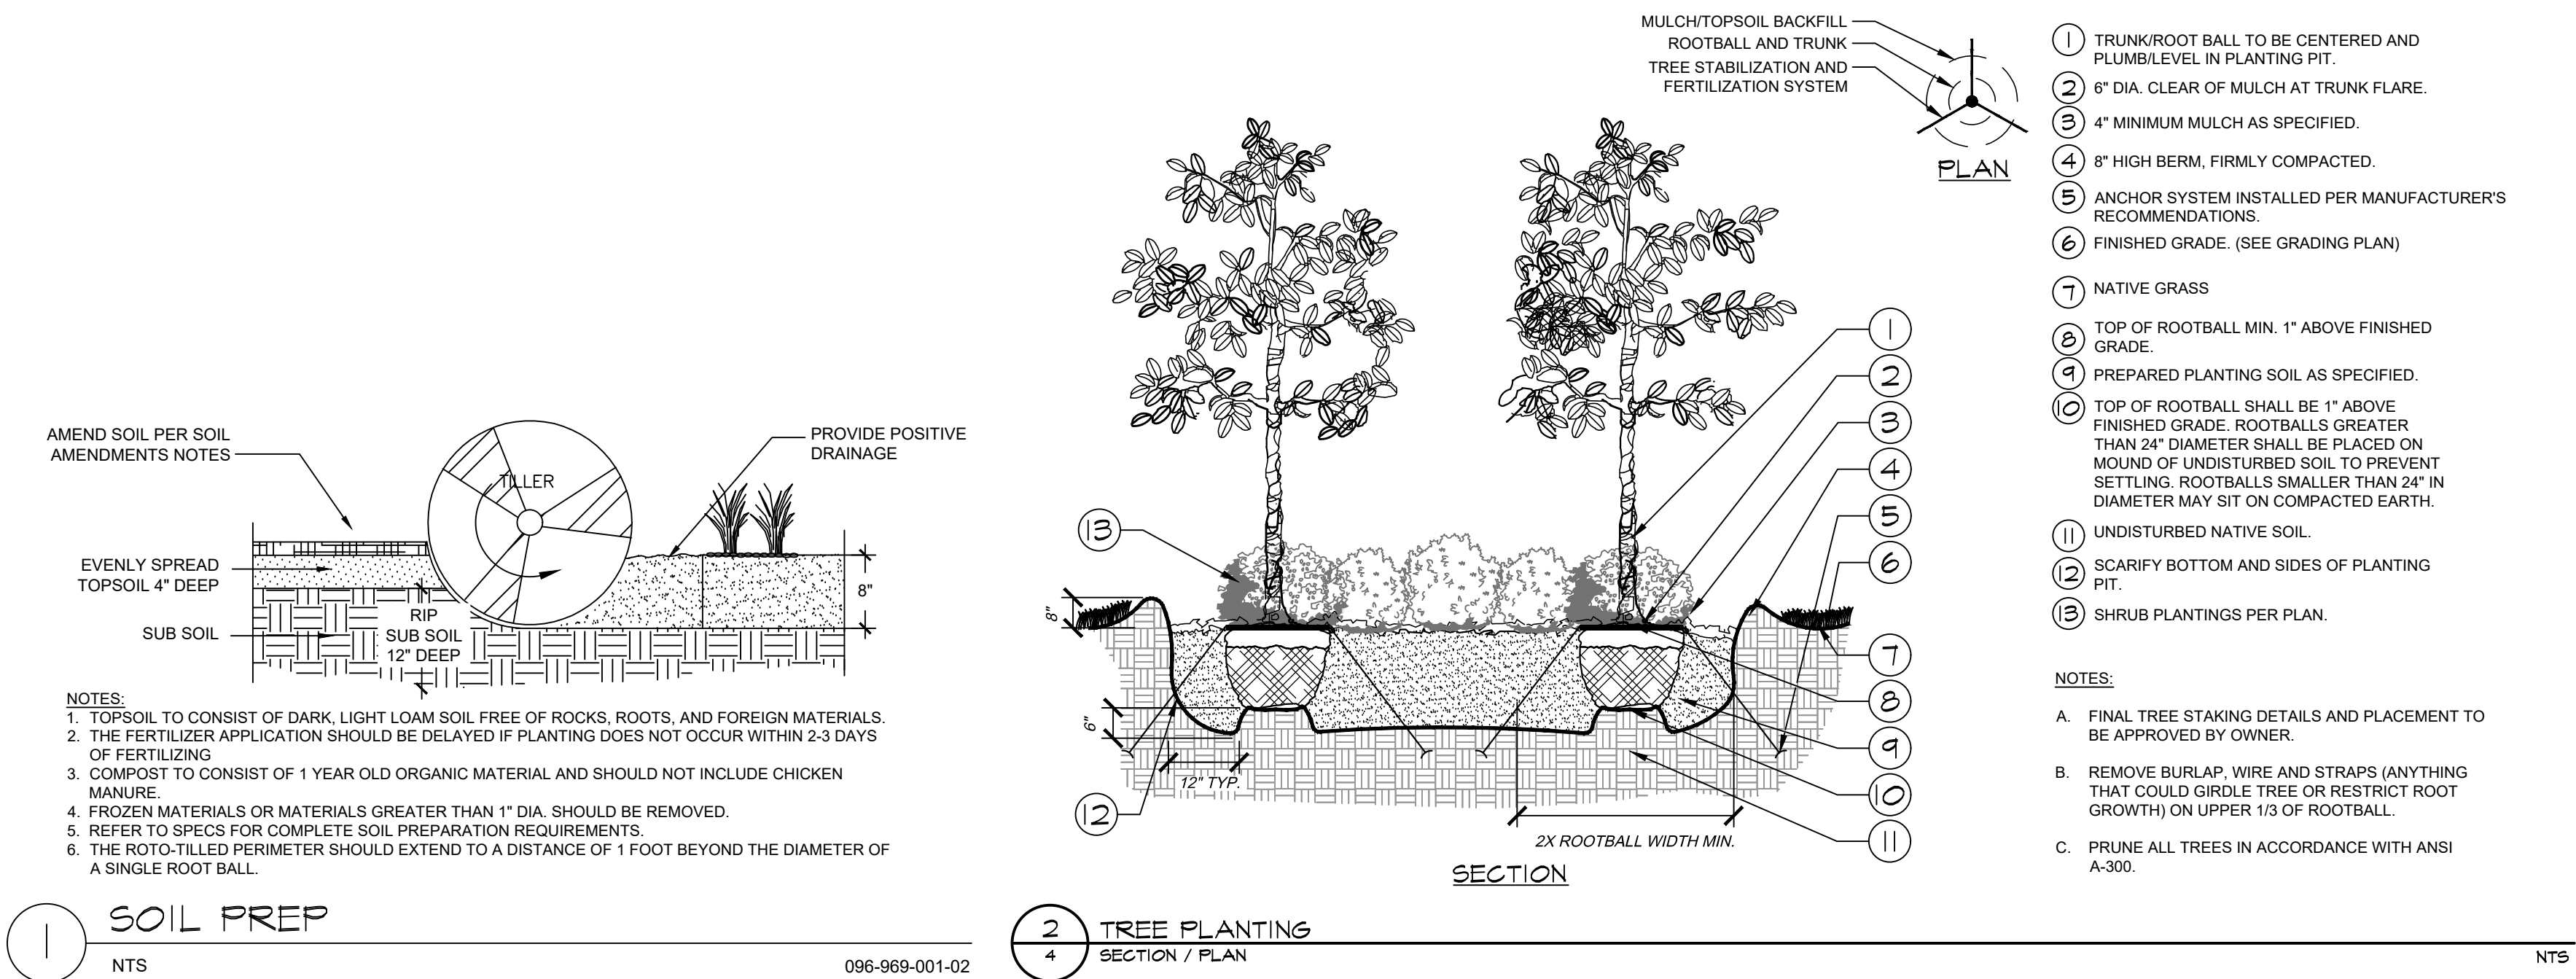 AMEND SOIL PER SOIL
AMENDMENTS NOTES
TILLER
PROVIDE POSITIVE
DRAINAGE
EVENLY SPREAD
TOPSOIL 4" DEEP
SUB SOIL
RIP
SUB SOIL
12" DEEP
8"
NOTES:
1. TOPSOIL TO CONSIST OF DARK, LIGHT LOAM SOIL FREE OF ROCKS, ROOTS, AND FOREIGN MATERIALS.
2. THE FERTILIZER APPLICATION SHOULD BE DELAYED IF PLANTING DOES NOT OCCUR WITHIN 2-3 DAYS
OF FERTILIZING
3. COMPOST TO CONSIST OF 1 YEAR OLD ORGANIC MATERIAL AND SHOULD NOT INCLUDE CHICKEN
MANURE.
4. FROZEN MATERIALS OR MATERIALS GREATER THAN 1" DIA. SHOULD BE REMOVED.
5. REFER TO SPECS FOR COMPLETE SOIL PREPARATION REQUIREMENTS.
6. THE ROTO-TILLED PERIMETER SHOULD EXTEND TO A DISTANCE OF 1 FOOT BEYOND THE DIAMETER OF
A SINGLE ROOT BALL.
1
SOIL PREP
NTS
096-969-001-02
MULCH/TOPSOIL BACKFILL
ROOTBALL AND TRUNK
TREE STABILIZATION AND
FERTILIZATION SYSTEM
PLAN
1
2
3
4
5
6
7
8
9
10
11
13
12
8"
6"
12" TYP.
2X ROOTBALL WIDTH MIN.
SECTION
2
4
TREE PLANTING
SECTION / PLAN
NTS
1 TRUNK/ROOT BALL TO BE CENTERED AND
PLUMB/LEVEL IN PLANTING PIT.
2 6" DIA. CLEAR OF MULCH AT TRUNK FLARE.
3 4" MINIMUM MULCH AS SPECIFIED.
4 8" HIGH BERM, FIRMLY COMPACTED.
5 ANCHOR SYSTEM INSTALLED PER MANUFACTURER'S
RECOMMENDATIONS.
6 FINISHED GRADE. (SEE GRADING PLAN)
7 NATIVE GRASS
8 TOP OF ROOTBALL MIN. 1" ABOVE FINISHED
GRADE.
9 PREPARED PLANTING SOIL AS SPECIFIED.
10 TOP OF ROOTBALL SHALL BE 1" ABOVE
FINISHED GRADE. ROOTBALLS GREATER
THAN 24" DIAMETER SHALL BE PLACED ON
MOUND OF UNDISTURBED SOIL TO PREVENT
SETTLING. ROOTBALLS SMALLER THAN 24" IN
DIAMETER MAY SIT ON COMPACTED EARTH.
11 UNDISTURBED NATIVE SOIL.
12 SCARIFY BOTTOM AND SIDES OF PLANTING
PIT.
13 SHRUB PLANTINGS PER PLAN.
NOTES:
A. FINAL TREE STAKING DETAILS AND PLACEMENT TO
BE APPROVED BY OWNER.
B. REMOVE BURLAP, WIRE AND STRAPS (ANYTHING
THAT COULD GIRDLE TREE OR RESTRICT ROOT
GROWTH) ON UPPER 1/3 OF ROOTBALL.
C. PRUNE ALL TREES IN ACCORDANCE WITH ANSI
A-300.